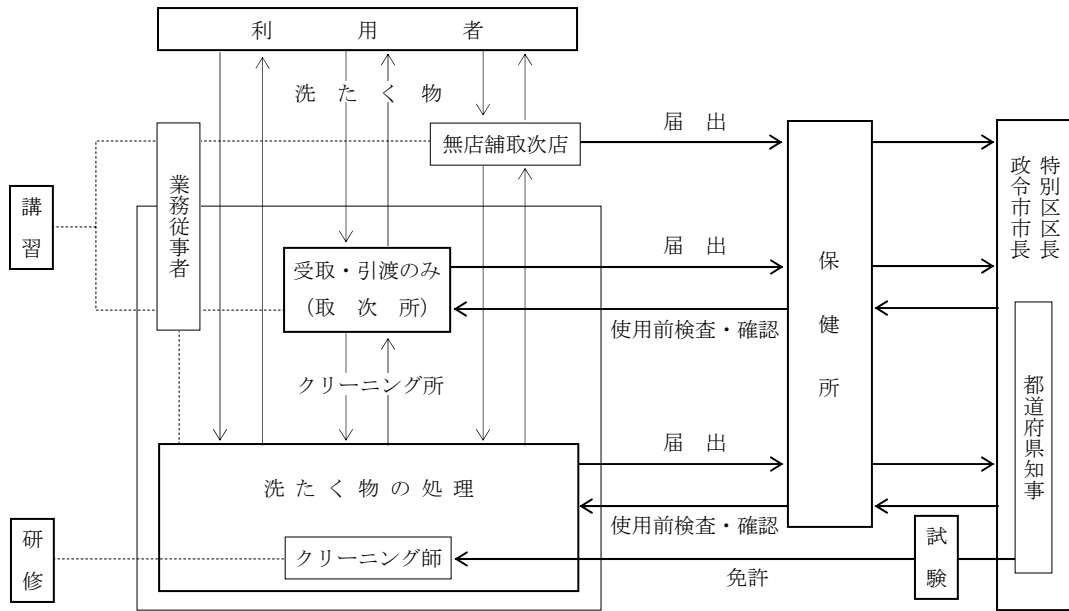 利用者
洗たく物
無店舗取次店
届出
業務従事者
講習
特別区区長
政令市市長
受取・引渡のみ
（取次所）
届出
保健所
使用前検査・確認
クリーニング所
都道府県知事
届出
洗たく物の処理
使用前検査・確認
研修
クリーニング師
試験
免許